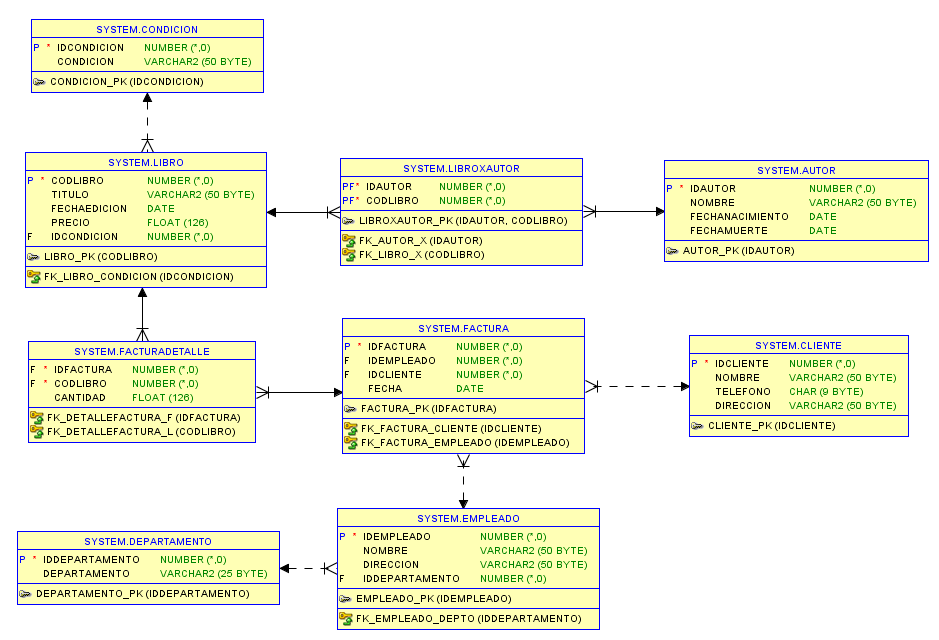 SYSTEM.CONDICION
P * IDCONDICION NUMBER (*,0)
CONDICION VARCHAR2 (50 BYTE)
CONDICION_PK (IDCONDICION)
SYSTEM.LIBRO
P * CODLIBRO NUMBER (*,0)
TITULO VARCHAR2 (50 BYTE)
FECHAEDICION DATE
PRECIO FLOAT (126)
F IDCONDICION NUMBER (*,0)
LIBRO_PK (CODLIBRO)
FK_LIBRO_CONDICION (IDCONDICION)
SYSTEM.LIBROXAUTOR
PF* IDAUTOR NUMBER (*,0)
PF* CODLIBRO NUMBER (*,0)
LIBROXAUTOR_PK (IDAUTOR, CODLIBRO)
FK_AUTOR_X (IDAUTOR)
FK_LIBRO_X (CODLIBRO)
SYSTEM.AUTOR
P * IDAUTOR NUMBER (*,0)
NOMBRE VARCHAR2 (50 BYTE)
FECHANACIMIENTO DATE
FECHAMUERTE DATE
AUTOR_PK (IDAUTOR)
SYSTEM.FACTURADETALLE
F * IDFACTURA NUMBER (*,0)
F * CODLIBRO NUMBER (*,0)
CANTIDAD FLOAT (126)
FK_DETALLEFACTURA_F (IDFACTURA)
FK_DETALLEFACTURA_L (CODLIBRO)
SYSTEM.FACTURA
P * IDFACTURA NUMBER (*,0)
F IDEMPLEADO NUMBER (*,0)
F IDCLIENTE NUMBER (*,0)
FECHA DATE
FACTURA_PK (IDFACTURA)
FK_FACTURA_CLIENTE (IDCLIENTE)
FK_FACTURA_EMPLEADO (IDEMPLEADO)
SYSTEM.CLIENTE
P * IDCLIENTE NUMBER (*,0)
NOMBRE VARCHAR2 (50 BYTE)
TELEFONO CHAR (9 BYTE)
DIRECCION VARCHAR2 (50 BYTE)
CLIENTE_PK (IDCLIENTE)
SYSTEM.DEPARTAMENTO
P * IDDEPARTAMENTO NUMBER (*,0)
DEPARTAMENTO VARCHAR2 (25 BYTE)
DEPARTAMENTO_PK (IDDEPARTAMENTO)
SYSTEM.EMPLEADO
P * IDEMPLEADO NUMBER (*,0)
NOMBRE VARCHAR2 (50 BYTE)
DIRECCION VARCHAR2 (50 BYTE)
F IDDEPARTAMENTO NUMBER (*,0)
EMPLEADO_PK (IDEMPLEADO)
FK_EMPLEADO_DEPTO (IDDEPARTAMENTO)